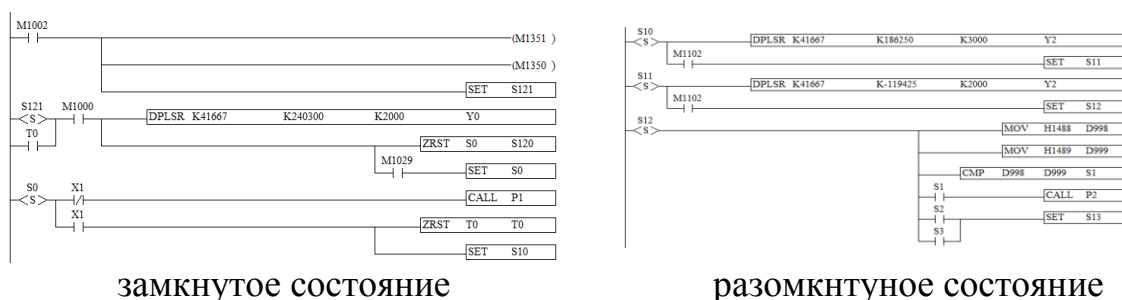 M1002
(M1351 )
(M1350 )
SET S121
S121 M1000
S
DPLSR K41667 K240300 K2000 Y0
T0
ZRST S0 S120
M1029
SET S0
S0 X1
S
CALL P1
X1
ZRST T0 T0
SET S10
замкнутое состояние
S10
S
DPLSR K41667 K186250 K3000 Y2
M1102
SET S11
S11
S
DPLSR K41667 K-119425 K2000 Y2
M1102
SET S12
S12
S
MOV H1488 D998
MOV H1489 D999
CMP D998 D999 S1
S1
CALL P2
S2
SET S13
S3
разомкнтуное состояние